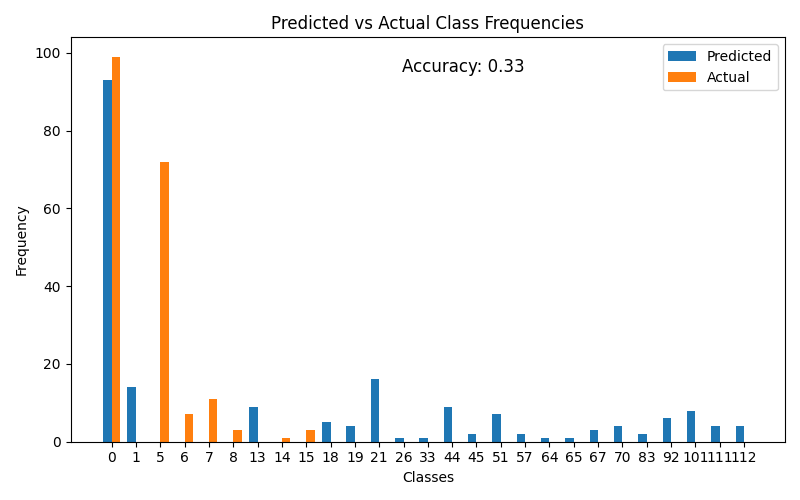 Predicted vs Actual Class Frequencies
Accuracy: 0.33
Predicted
Actual
100
80
60
40
20
0
Frequency
0 1 5 6 7 8 13 14 15 18 19 21 26 33 44 45 51 57 64 65 67 70 83 92 101 111 112
Classes